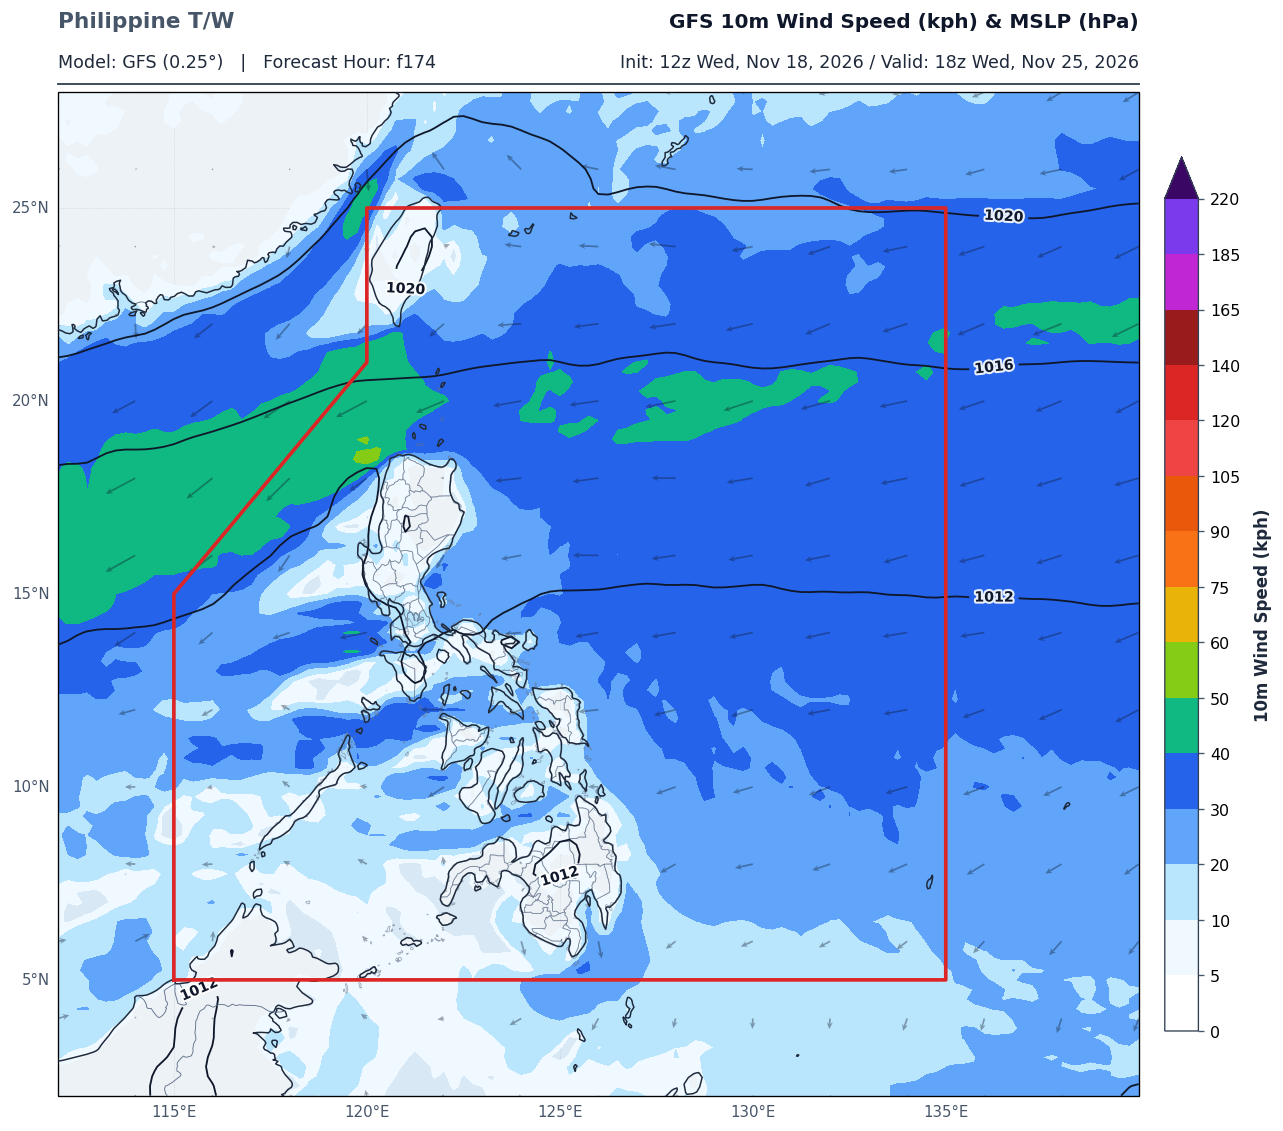 Philippine T/W
GFS 10m Wind Speed (kph) & MSLP (hPa)
Model: GFS (0.25°) | Forecast Hour: f174
Init: 12z Wed, Nov 18, 2026 / Valid: 18z Wed, Nov 25, 2026
25°N
20°N
15°N
10°N
5°N
115°E
120°E
125°E
130°E
135°E
1020
1020
1016
1012
1012
1012
220
185
165
140
120
105
90
75
60
50
40
30
20
10
5
0
10m Wind Speed (kph)